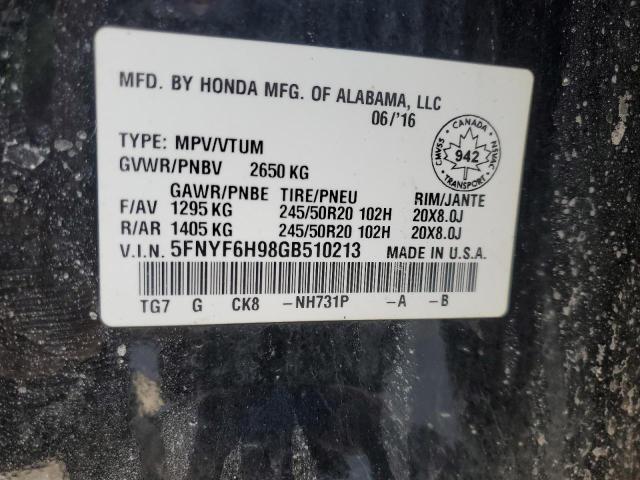 MFD. BY HONDA MFG. OF ALABAMA, LLC
06/'16
TYPE: MPV/VTUM
GVWR/PNBV 2650 KG
CANADA
CMVSS 942 NSVAC
TRANSPORT
GAWR/PNBE TIRE/PNEU RIM/JANTE
F/AV 1295 KG 245/50R20 102H 20X8.0J
R/AR 1405 KG 245/50R20 102H 20X8.0J
V.I.N. 5FNYF6H98GB510213 MADE IN U.S.A.
TG7 G CK8 -NH731P -A -B